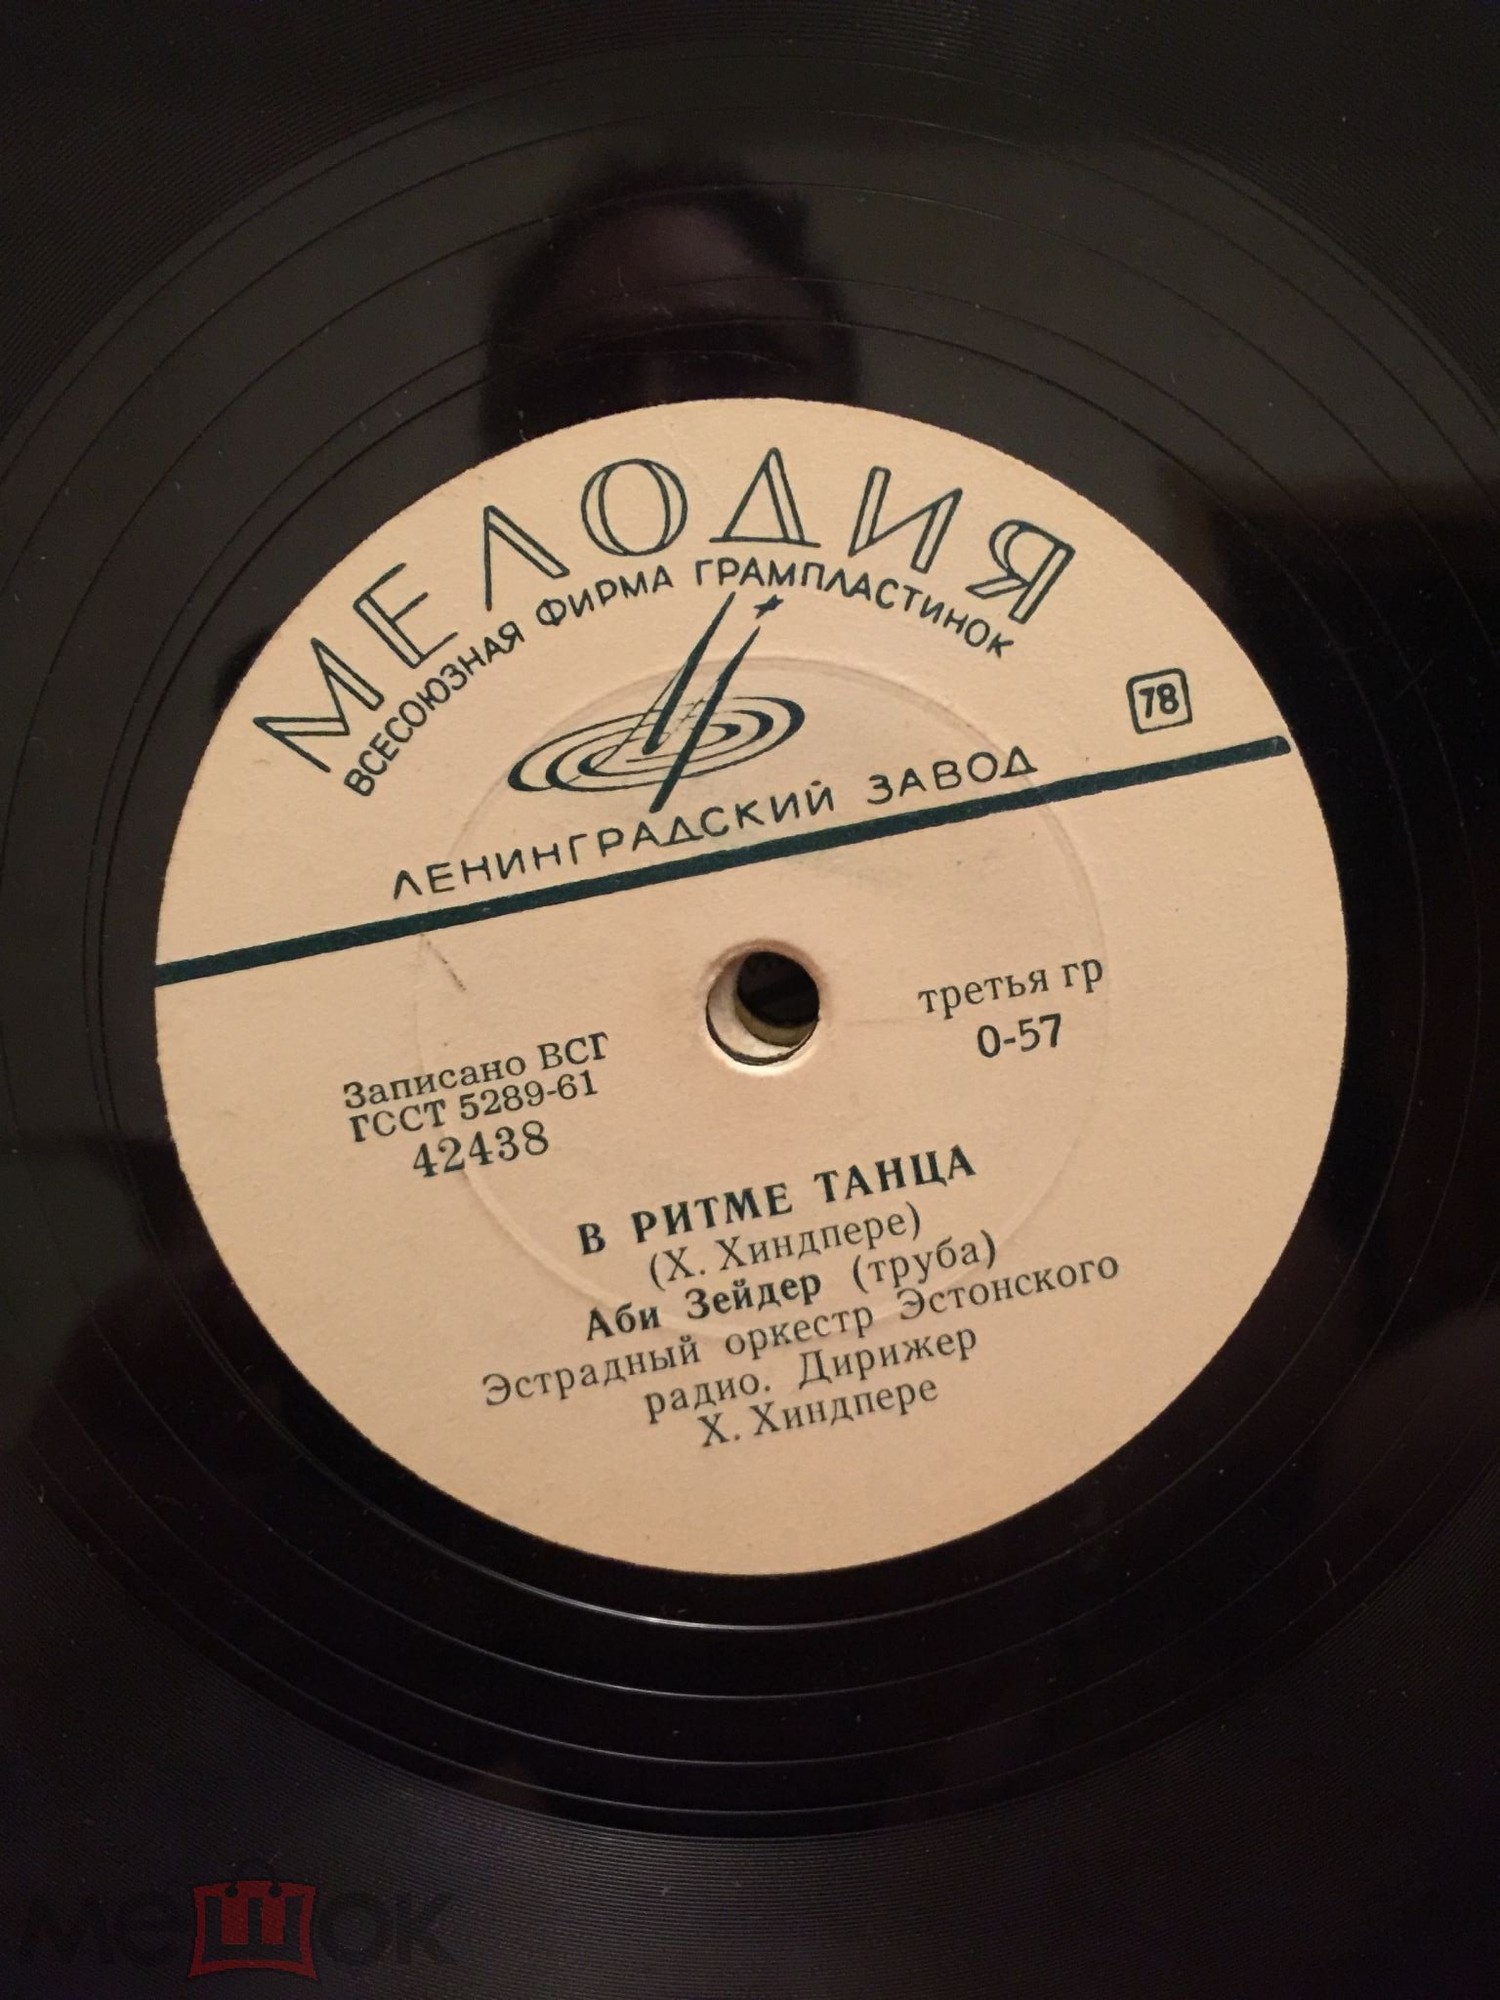 МЕЛОДИЯ
ВСЕСОЮЗНАЯ ФИРМА ГРАМПЛАСТИНОК
78
ЛЕНИНГРАДСКИЙ ЗАВОД
третья гр
0-57
Записано ВСГ
ГССТ 5289-61
42438
В РИТМЕ ТАНЦА
(Х. Хиндпере)
Аби Зейдер (труба)
Эстрадный оркестр Эстонского
радио. Дирижер
Х. Хиндпере
мешок